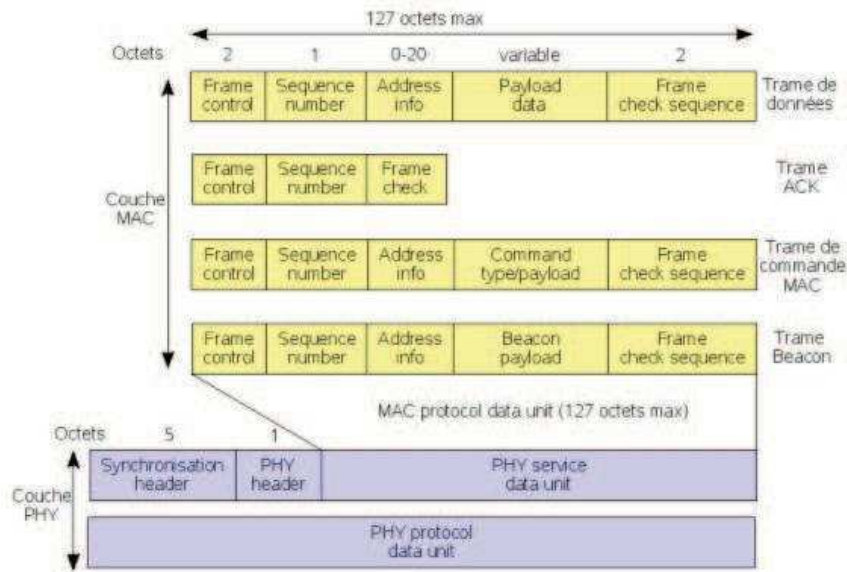 127 octets max
Octets 2 1 0-20 variable 2
Frame control Sequence number Address info Payload data Frame check sequence Trame de données
Frame control Sequence number Frame check Trame ACK
Couche MAC
Frame control Sequence number Address info Command type/payload Frame check sequence Trame de commande MAC
Frame control Sequence number Address info Beacon payload Frame check sequence Trame Beacon
MAC protocol data unit (127 octets max)
Octets 5 1
Synchronisation header PHY header PHY service data unit
Couche PHY
PHY protocol data unit